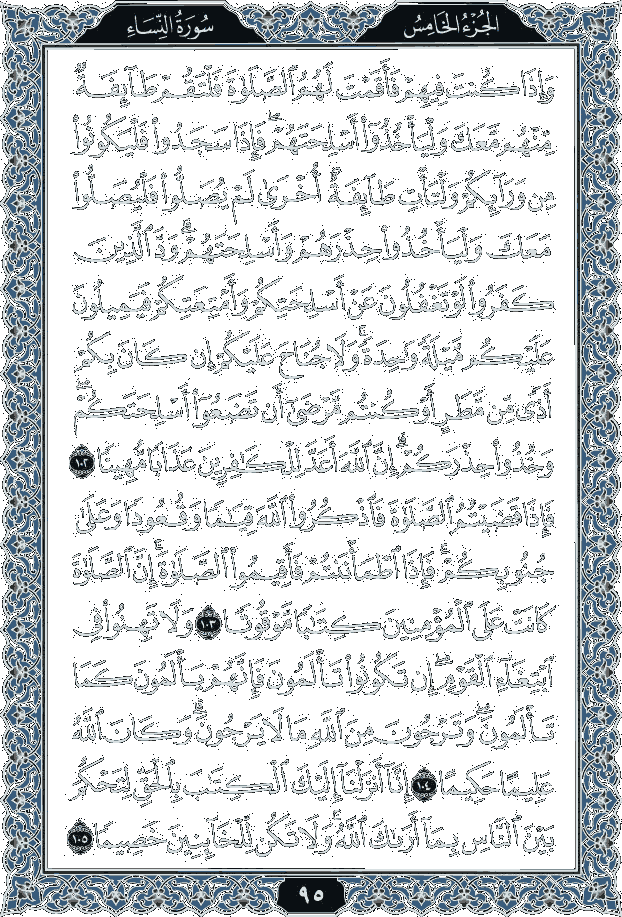 الجزء الخامس
سورة النساء
وَإِذَا كُنتَ فِيهِمْ فَأَقَمْتَ لَهُمُ ٱلصَّلَوٰةَ فَلْتَقُمْ طَآئِفَةٌ
مِّنْهُم مَّعَكَ وَلْيَأْخُذُوٓا۟ أَسْلِحَتَهُمْ ۖ فَإِذَا سَجَدُوا۟ فَلْيَكُونُوا۟
مِن وَرَآئِكُمْ وَلْتَأْتِ طَآئِفَةٌ أُخْرَىٰ لَمْ يُصَلُّوا۟ فَلْيُصَلُّوا۟
مَعَكَ وَلْيَأْخُذُوا۟ حِذْرَهُمْ وَأَسْلِحَتَهُمْ ۗ وَدَّ ٱلَّذِينَ
كَفَرُوا۟ لَوْ تَغْفُلُونَ عَنْ أَسْلِحَتِكُمْ وَأَمْتِعَتِكُمْ فَيَمِيلُونَ
عَلَيْكُم مَّيْلَةً وَٰحِدَةً ۚ وَلَا جُنَاحَ عَلَيْكُمْ إِن كَانَ بِكُمْ
أَذًى مِّن مَّطَرٍ أَوْ كُنتُم مَّرْضَىٰٓ أَن تَضَعُوٓا۟ أَسْلِحَتَكُمْ ۖ
وَخُذُوا۟ حِذْرَكُمْ ۗ إِنَّ ٱللَّهَ أَعَدَّ لِلْكَـٰفِرِينَ عَذَابًا مُّهِينًا ١٠٢
فَإِذَا قَضَيْتُمُ ٱلصَّلَوٰةَ فَٱذْكُرُوا۟ ٱللَّهَ قِيَـٰمًا وَقُعُودًا وَعَلَىٰ
جُنُوبِكُمْ ۚ فَإِذَا ٱطْمَأْنَنتُمْ فَأَقِيمُوا۟ ٱلصَّلَوٰةَ ۚ إِنَّ ٱلصَّلَوٰةَ
كَانَتْ عَلَى ٱلْمُؤْمِنِينَ كِتَـٰبًا مَّوْقُوتًا ١٠٣ وَلَا تَهِنُوا۟ فِى
ٱبْتِغَآءِ ٱلْقَوْمِ ۖ إِن تَكُونُوا۟ تَأْلَمُونَ فَإِنَّهُمْ يَأْلَمُونَ كَمَا
تَأْلَمُونَ ۖ وَتَرْجُونَ مِنَ ٱللَّهِ مَا لَا يَرْجُونَ ۗ وَكَانَ ٱللَّهُ
عَلِيمًا حَكِيمًا ١٠٤ إِنَّآ أَنزَلْنَآ إِلَيْكَ ٱلْكِتَـٰبَ بِٱلْحَقِّ لِتَحْكُمَ
بَيْنَ ٱلنَّاسِ بِمَآ أَرَىٰكَ ٱللَّهُ ۚ وَلَا تَكُن لِّلْخَآئِنِينَ خَصِيمًا ١٠٥
٩٥